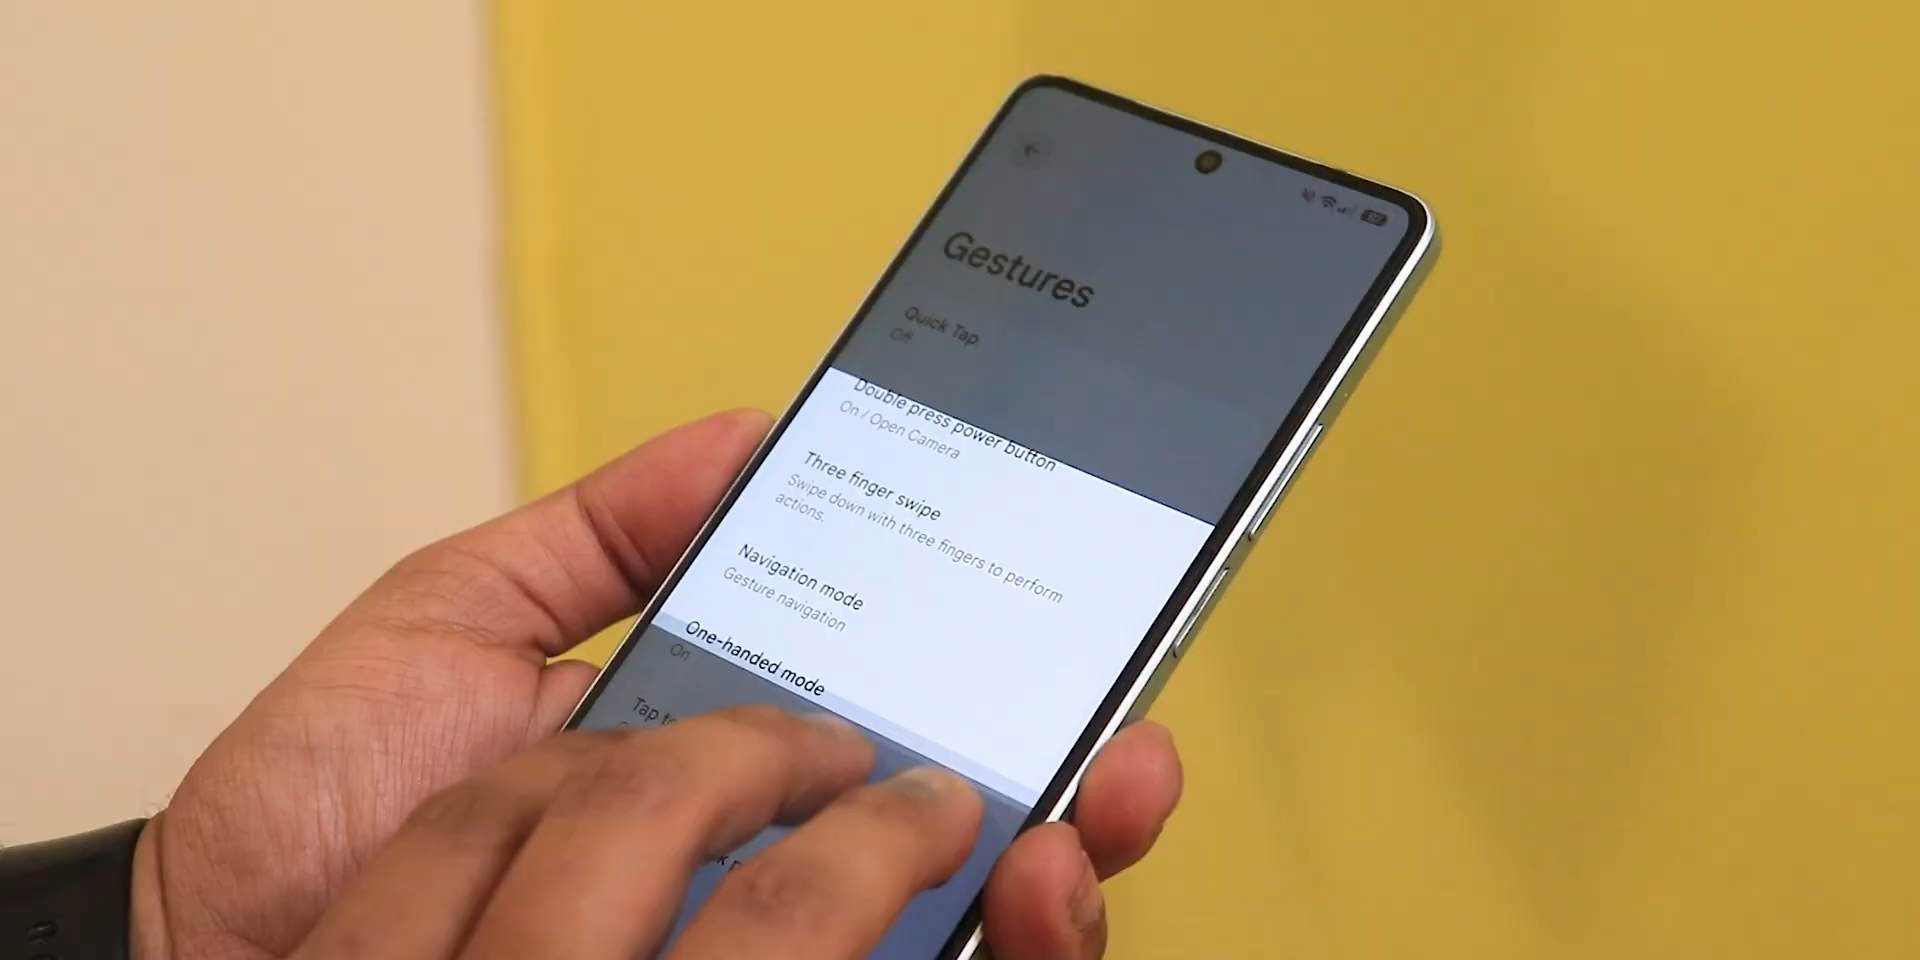 Gestures
Quick Tap
Off
Double press power button
On / Open Camera
Three finger swipe
Swipe down with three fingers to perform
actions.
Navigation mode
Gesture navigation
One-handed mode
On
Tap